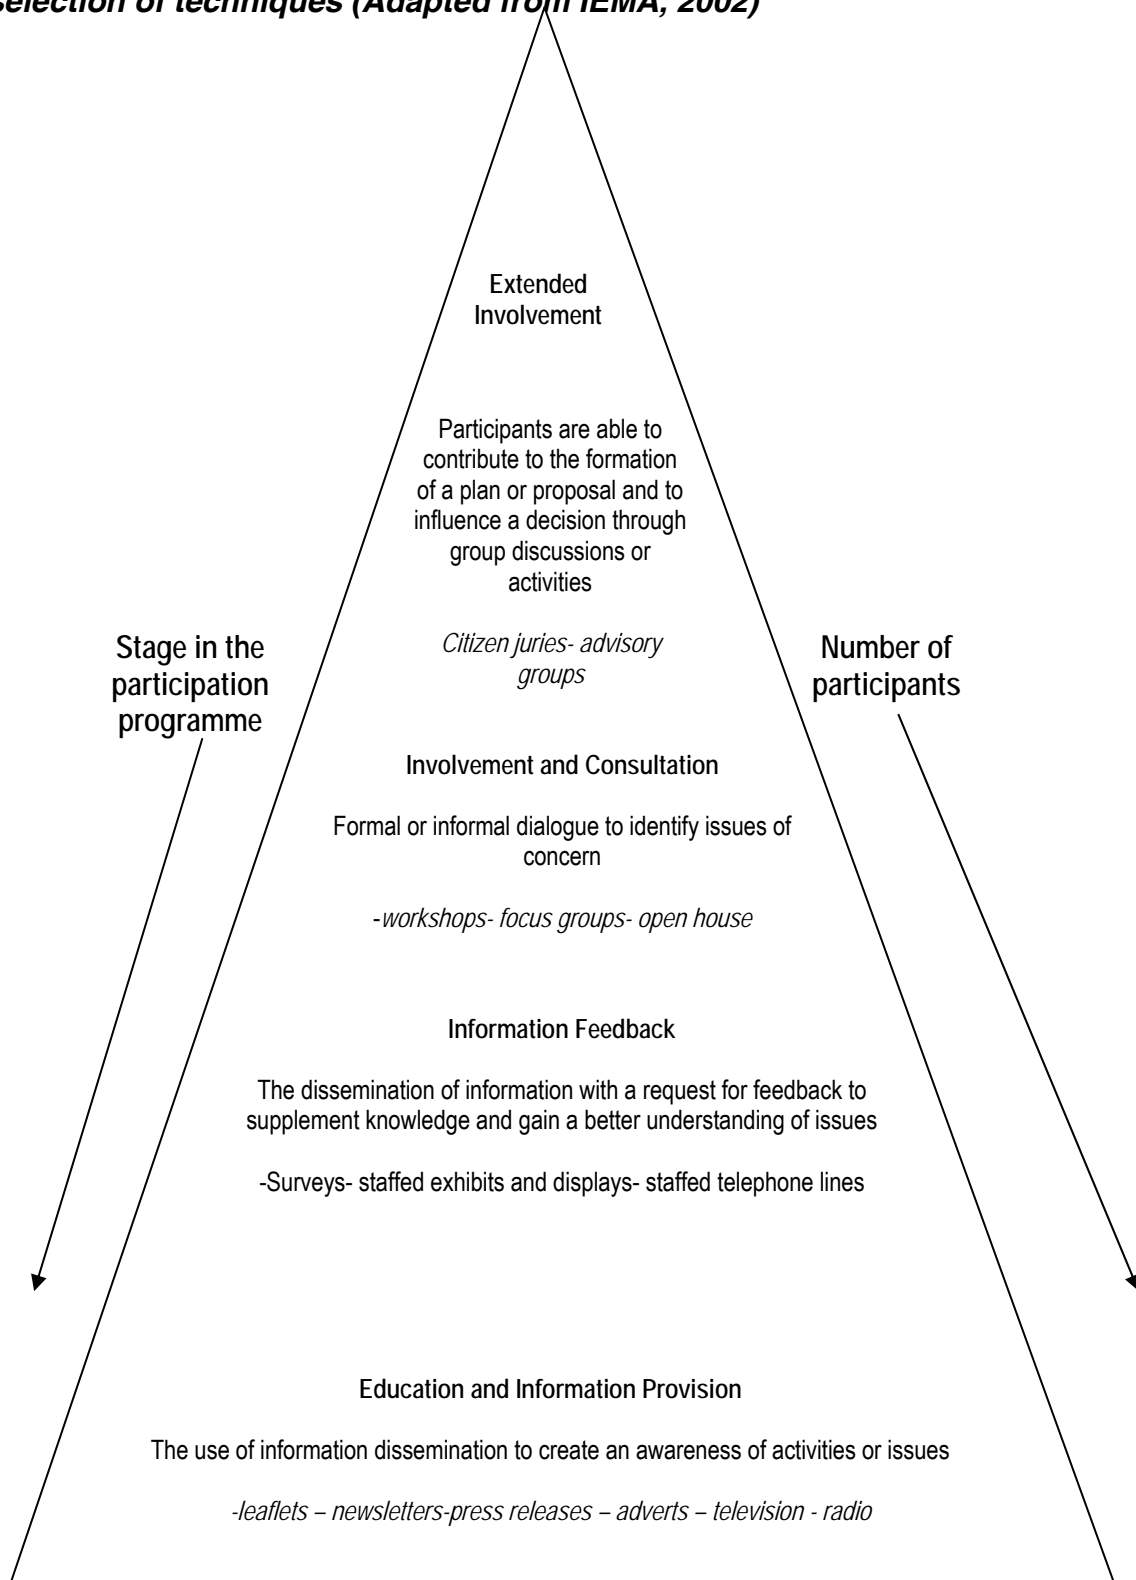 selection of techniques (Adapted from IEMA, 2002)
Extended
Involvement
Participants are able to
contribute to the formation
of a plan or proposal and to
influence a decision through
group discussions or
activities
Citizen juries- advisory
groups
Stage in the
participation
programme
Number of
participants
Involvement and Consultation
Formal or informal dialogue to identify issues of
concern
-workshops- focus groups- open house
Information Feedback
The dissemination of information with a request for feedback to
supplement knowledge and gain a better understanding of issues
-Surveys- staffed exhibits and displays- staffed telephone lines
Education and Information Provision
The use of information dissemination to create an awareness of activities or issues
-leaflets – newsletters-press releases – adverts – television - radio